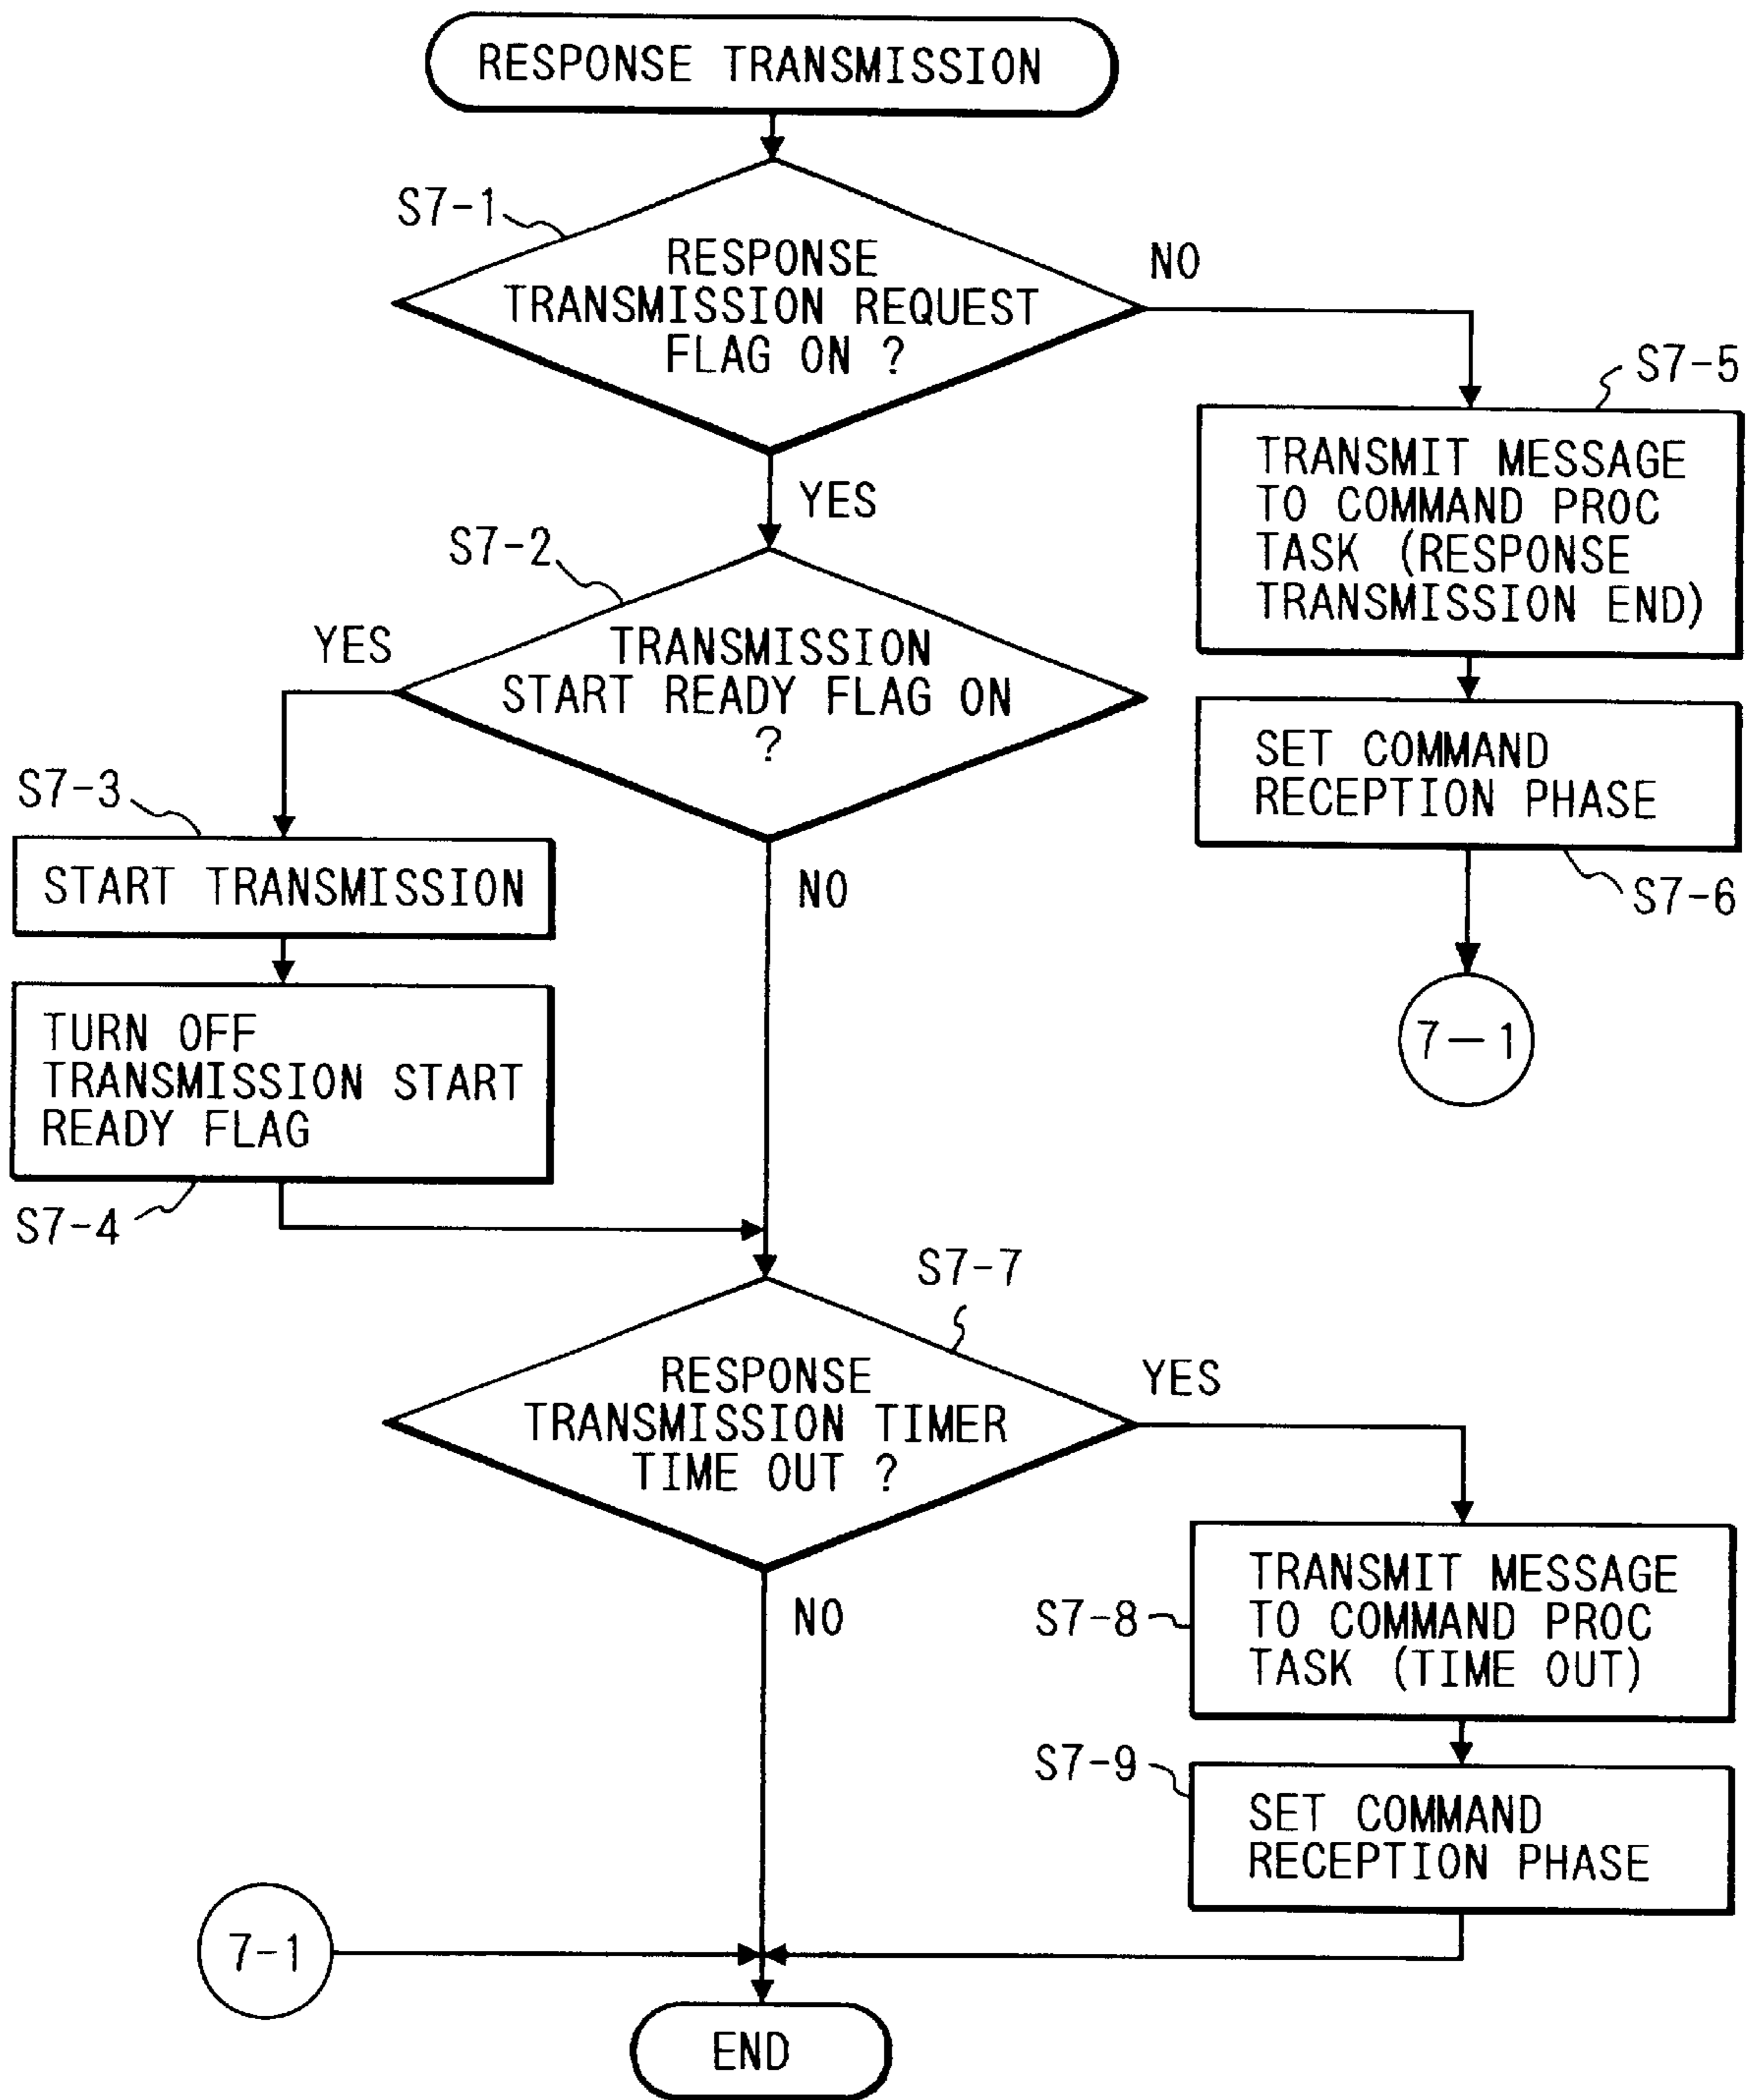 RESPONSE TRANSMISSION
S7-1
RESPONSE
TRANSMISSION REQUEST
FLAG ON ?
NO
YES
S7-5
TRANSMIT MESSAGE
TO COMMAND PROC
TASK (RESPONSE
TRANSMISSION END)
S7-2
TRANSMISSION
START READY FLAG ON
?
YES
NO
SET COMMAND
RECEPTION PHASE
S7-6
7-1
S7-3
START TRANSMISSION
TURN OFF
TRANSMISSION START
READY FLAG
S7-4
S7-7
RESPONSE
TRANSMISSION TIMER
TIME OUT ?
YES
NO
S7-8
TRANSMIT MESSAGE
TO COMMAND PROC
TASK (TIME OUT)
S7-9
SET COMMAND
RECEPTION PHASE
7-1
END